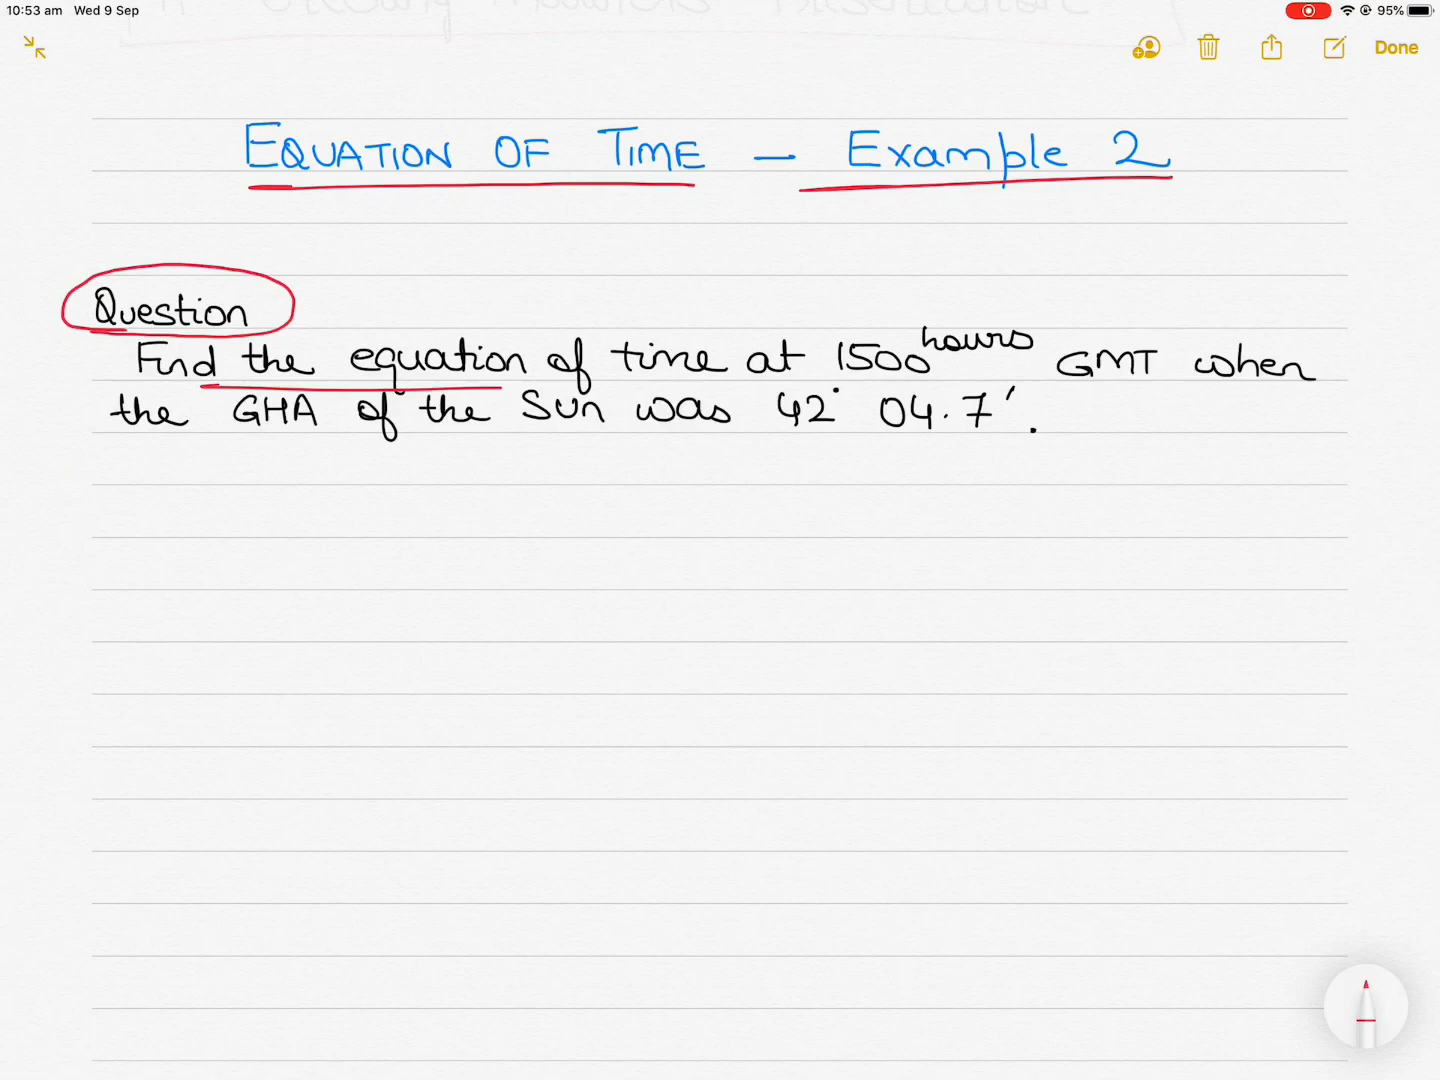 10:53 am Wed 9 Sep
95%
Done
EQUATION OF TIME - Example 2
Question
Find the equation of time at 1500 hours GMT when
the GHA of the Sun was 42° 04.7'.